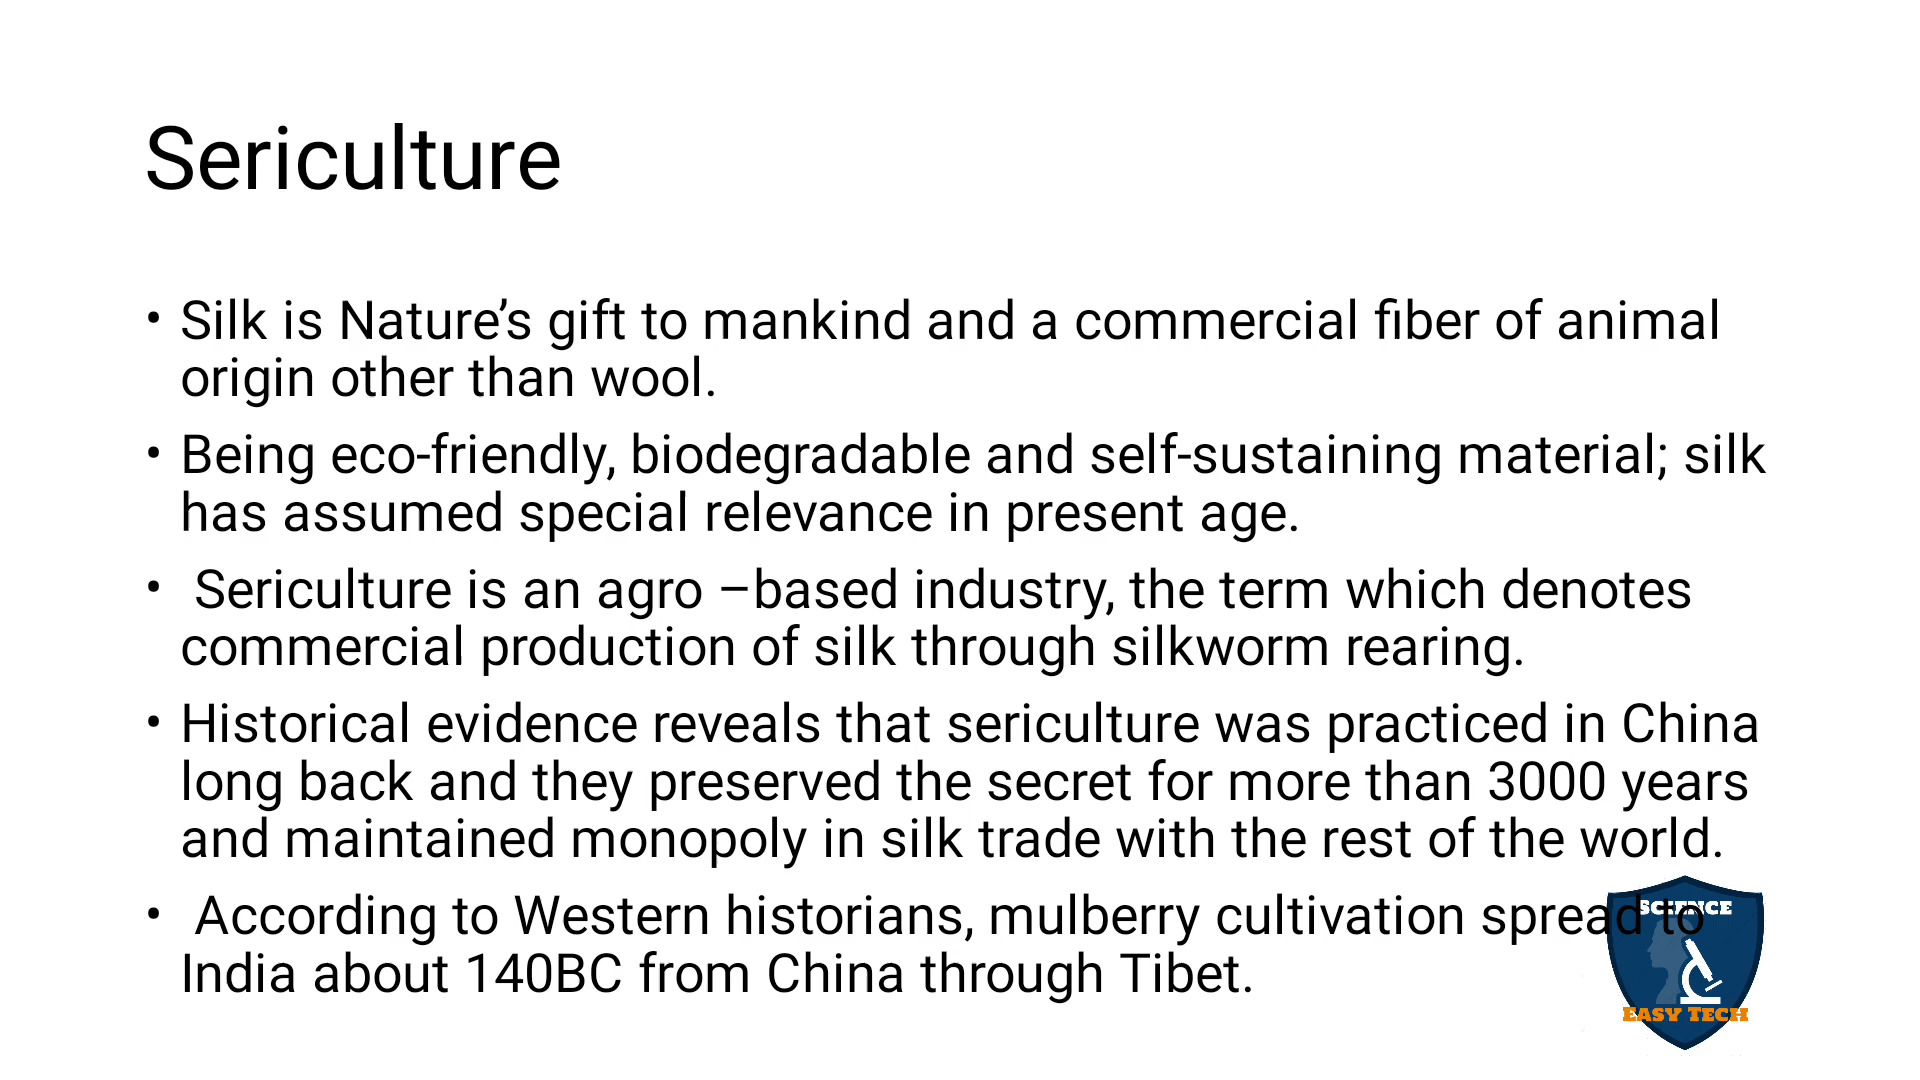 Sericulture
• Silk is Nature’s gift to mankind and a commercial fiber of animal
origin other than wool.
• Being eco-friendly, biodegradable and self-sustaining material; silk
has assumed special relevance in present age.
• Sericulture is an agro –based industry, the term which denotes
commercial production of silk through silkworm rearing.
• Historical evidence reveals that sericulture was practiced in China
long back and they preserved the secret for more than 3000 years
and maintained monopoly in silk trade with the rest of the world.
• According to Western historians, mulberry cultivation spread to
India about 140BC from China through Tibet.
SCIENCE
EASY TECH